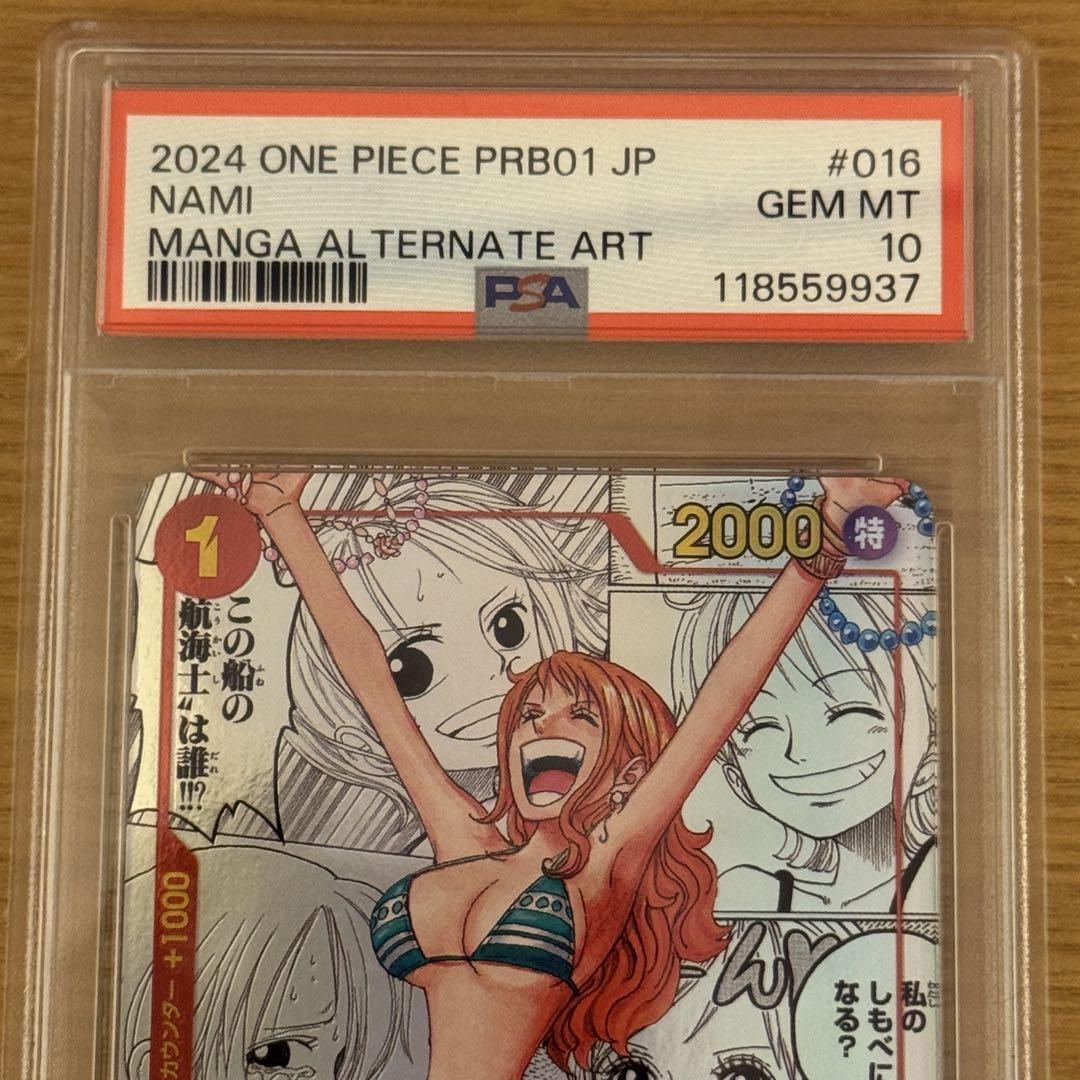 2024 ONE PIECE PRB01 JP #016
NAMI GEM MT
MANGA ALTERNATE ART 10
118559937
PSA
1
2000 特
この船の
航海士〟は誰!!?
カウンター +1000
ん♡
私の
しもべに
なる?